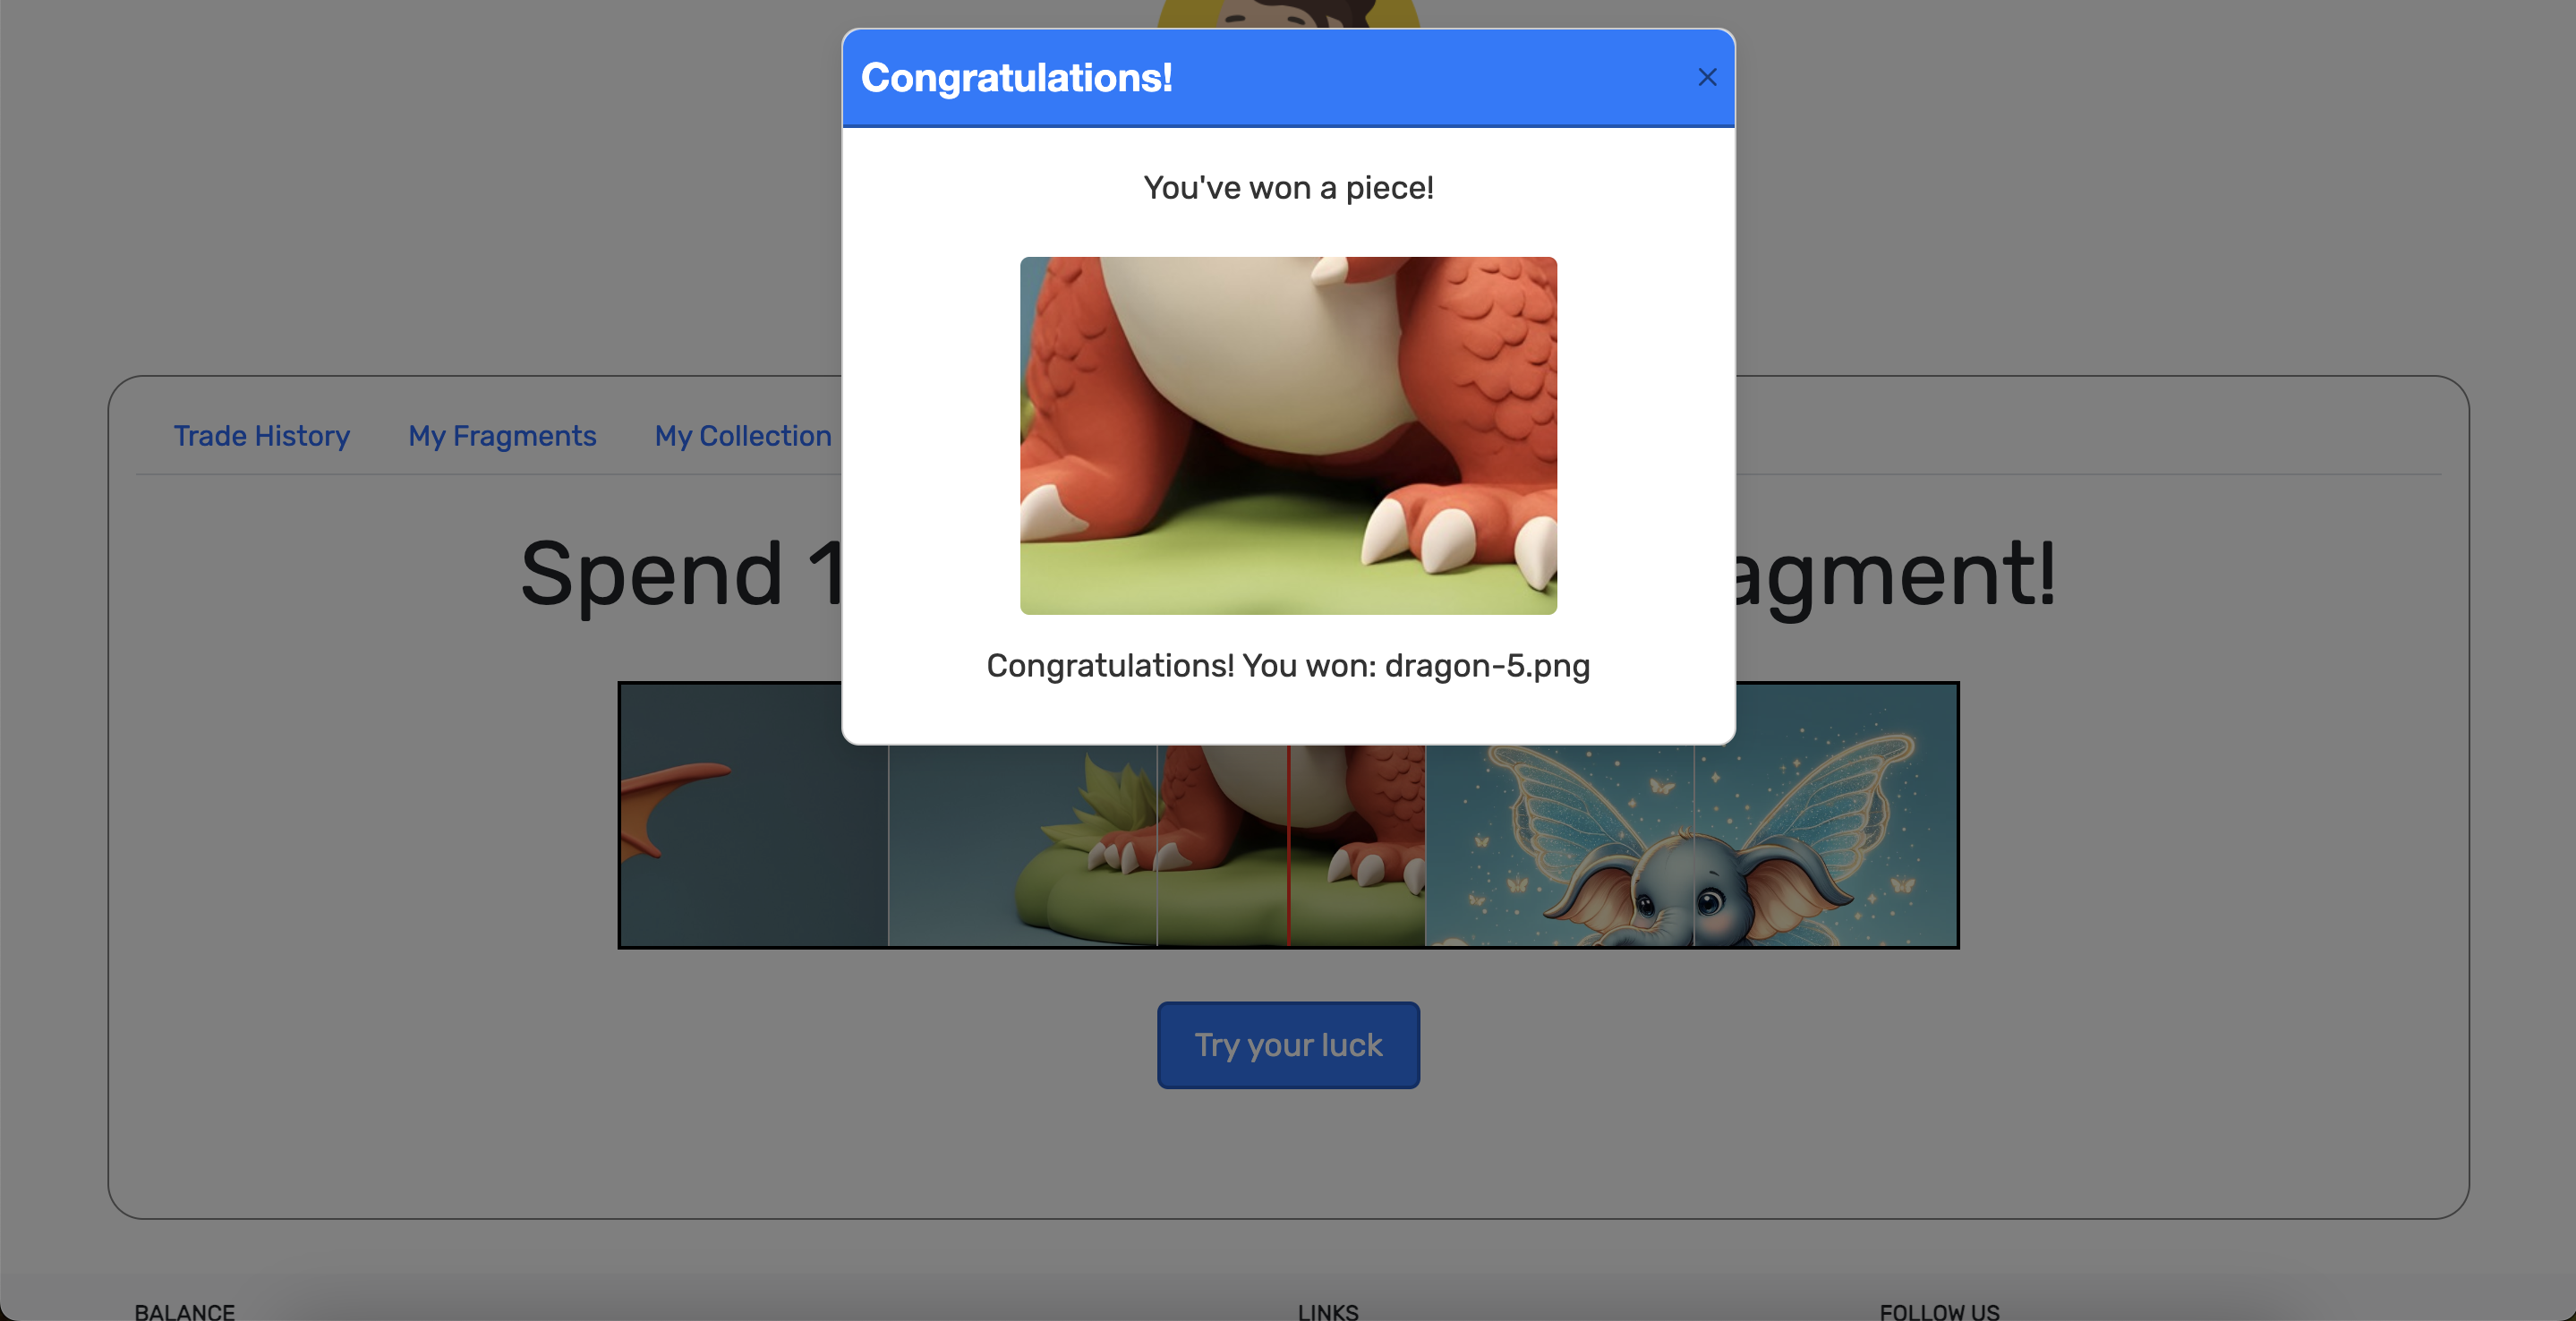 Congratulations!
You've won a piece!
Congratulations! You won: dragon-5.png
Trade History My Fragments My Collection
Spend 1 agment!
Try your luck
BALANCE LINKS FOLLOW US